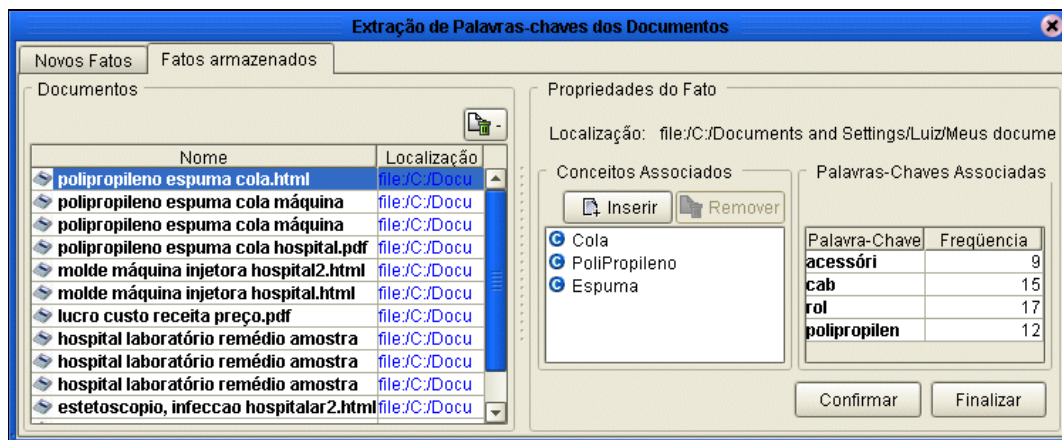 Extração de Palavras-chaves dos Documentos
Novos Fatos
Fatos armazenados
Documentos
Nome Localização
polipropileno espuma cola.html file:/C:/Docu
polipropileno espuma cola máquina file:/C:/Docu
polipropileno espuma cola máquina file:/C:/Docu
polipropileno espuma cola hospital.pdf file:/C:/Docu
molde máquina injetora hospital2.html file:/C:/Docu
molde máquina injetora hospital.html file:/C:/Docu
lucro custo receita preço.pdf file:/C:/Docu
hospital laboratório remédio amostra file:/C:/Docu
hospital laboratório remédio amostra file:/C:/Docu
hospital laboratório remédio amostra file:/C:/Docu
estetoscopio, infeccao hospitalar2.html file:/C:/Docu
Propriedades do Fato
Localização: file:/C:/Documents and Settings/Luiz/Meus docume
Conceitos Associados
Inserir Remover
Cola
PoliPropileno
Espuma
Palavras-Chaves Associadas
Palavra-Chave Freqüencia
acessóri 9
cab 15
rol 17
polipropilen 12
Confirmar Finalizar